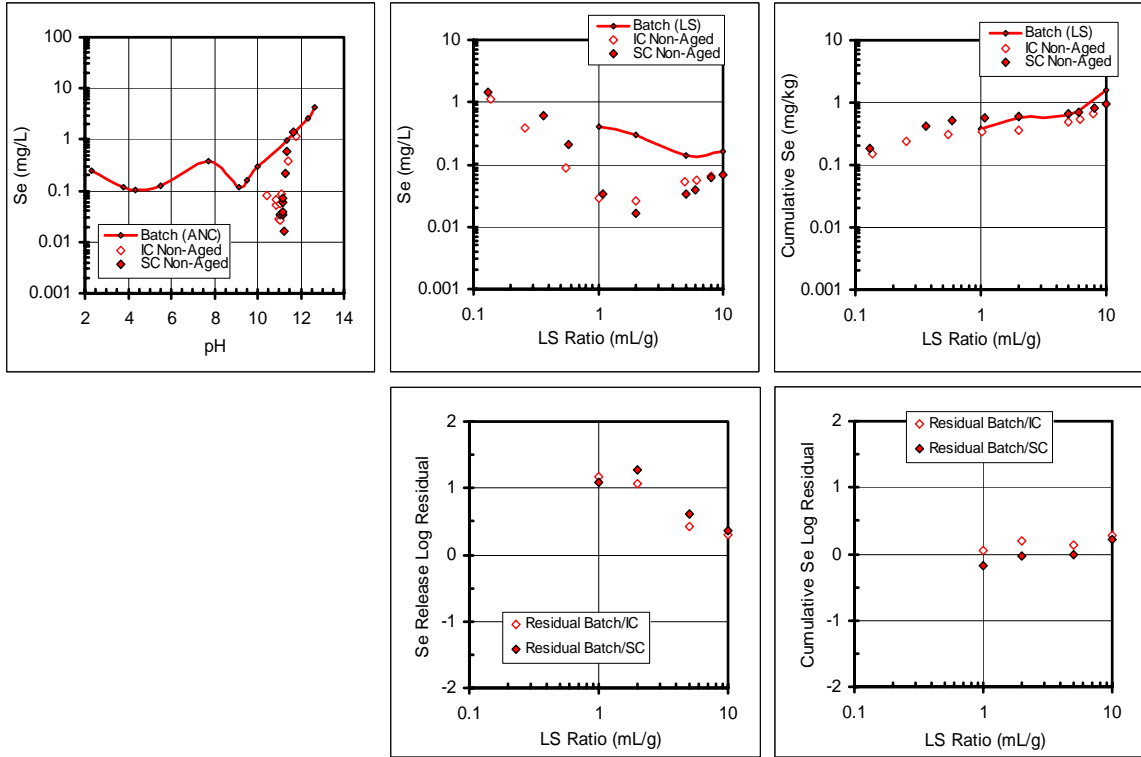 100
10
1
0.1
0.01
0.001
Se (mg/L)
Batch (ANC)
IC Non-Aged
SC Non-Aged
2 4 6 8 10 12 14
pH
Batch (LS)
IC Non-Aged
SC Non-Aged
10
1
0.1
0.01
0.001
Se (mg/L)
0.1 1 10
LS Ratio (mL/g)
Batch (LS)
IC Non-Aged
SC Non-Aged
10
1
0.1
0.01
0.001
Cumulative Se (mg/kg)
0.1 1 10
LS Ratio (mL/g)
2
1
0
-1
-2
Se Release Log Residual
Residual Batch/IC
Residual Batch/SC
0.1 1 10
LS Ratio (mL/g)
2
1
0
-1
-2
Cumulative Se Log Residual
Residual Batch/IC
Residual Batch/SC
0.1 1 10
LS Ratio (mL/g)